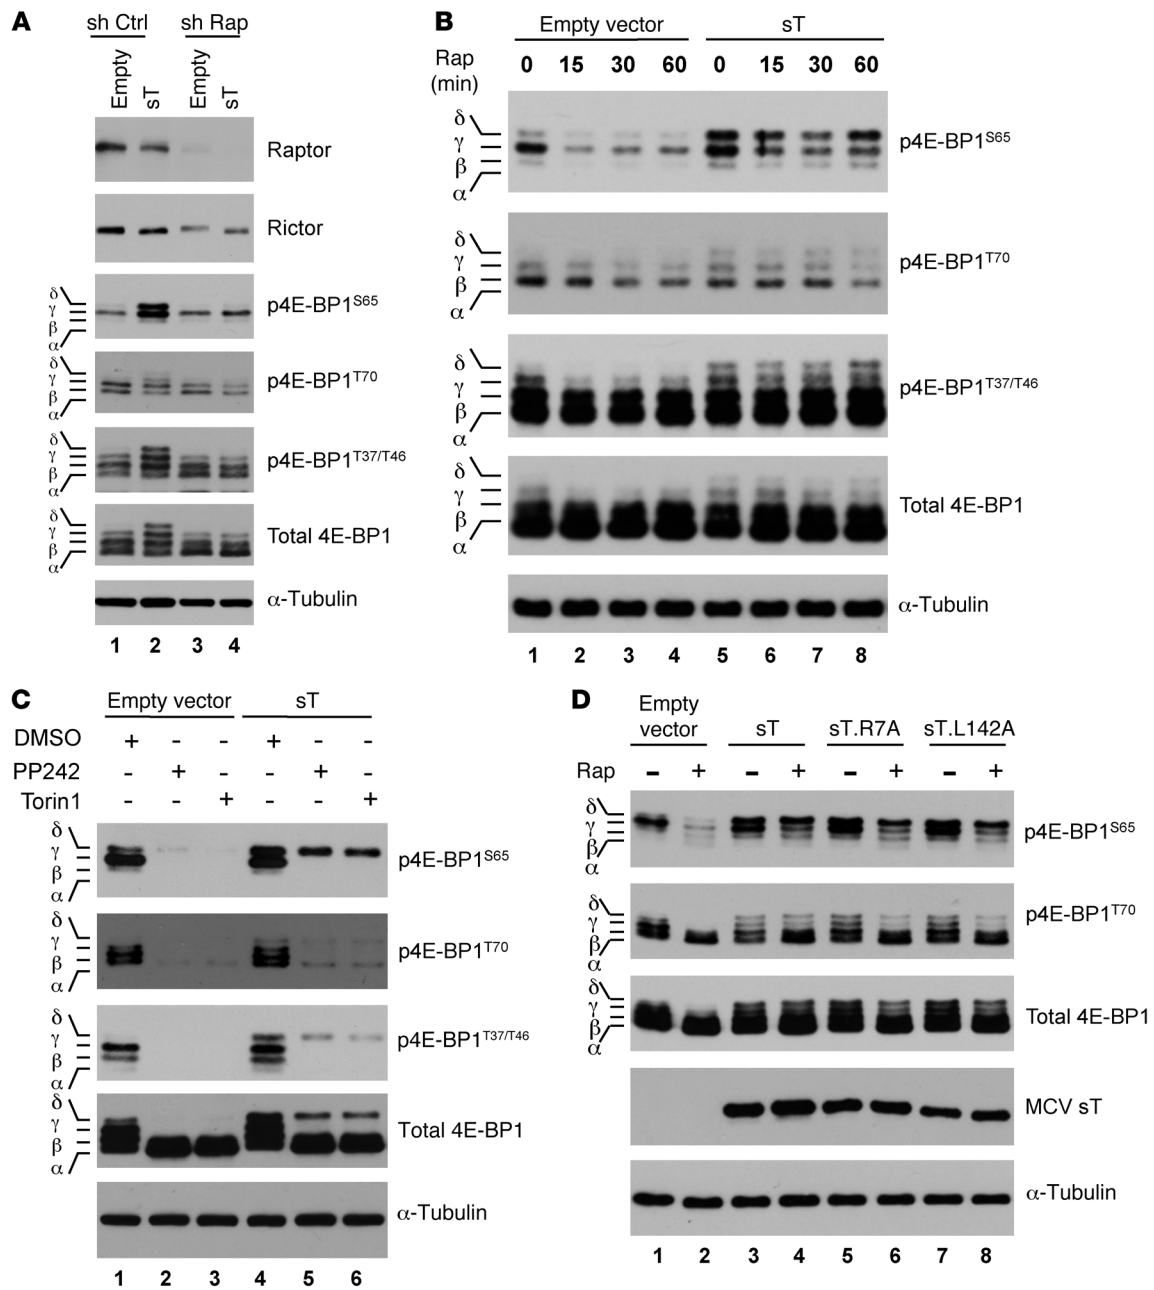 A
sh Ctrl sh Rap
Empty sT Empty sT
Raptor
Rictor
δ γ β α p4E-BP1S65
δ γ β α p4E-BP1T70
δ γ β α p4E-BP1T37/T46
δ γ β α Total 4E-BP1
α-Tubulin
1 2 3 4
B
Empty vector sT
Rap (min) 0 15 30 60 0 15 30 60
δ γ β α p4E-BP1S65
δ γ β α p4E-BP1T70
δ γ β α p4E-BP1T37/T46
δ γ β α Total 4E-BP1
α-Tubulin
1 2 3 4 5 6 7 8
C
Empty vector sT
DMSO + - - + - -
PP242 - + - - + -
Torin1 - - + - - +
δ γ β α p4E-BP1S65
δ γ β α p4E-BP1T70
δ γ β α p4E-BP1T37/T46
δ γ β α Total 4E-BP1
α-Tubulin
1 2 3 4 5 6
D
Empty vector sT sT.R7A sT.L142A
Rap - + - + - + - +
δ γ β α p4E-BP1S65
δ γ β α p4E-BP1T70
δ γ β α Total 4E-BP1
MCV sT
α-Tubulin
1 2 3 4 5 6 7 8